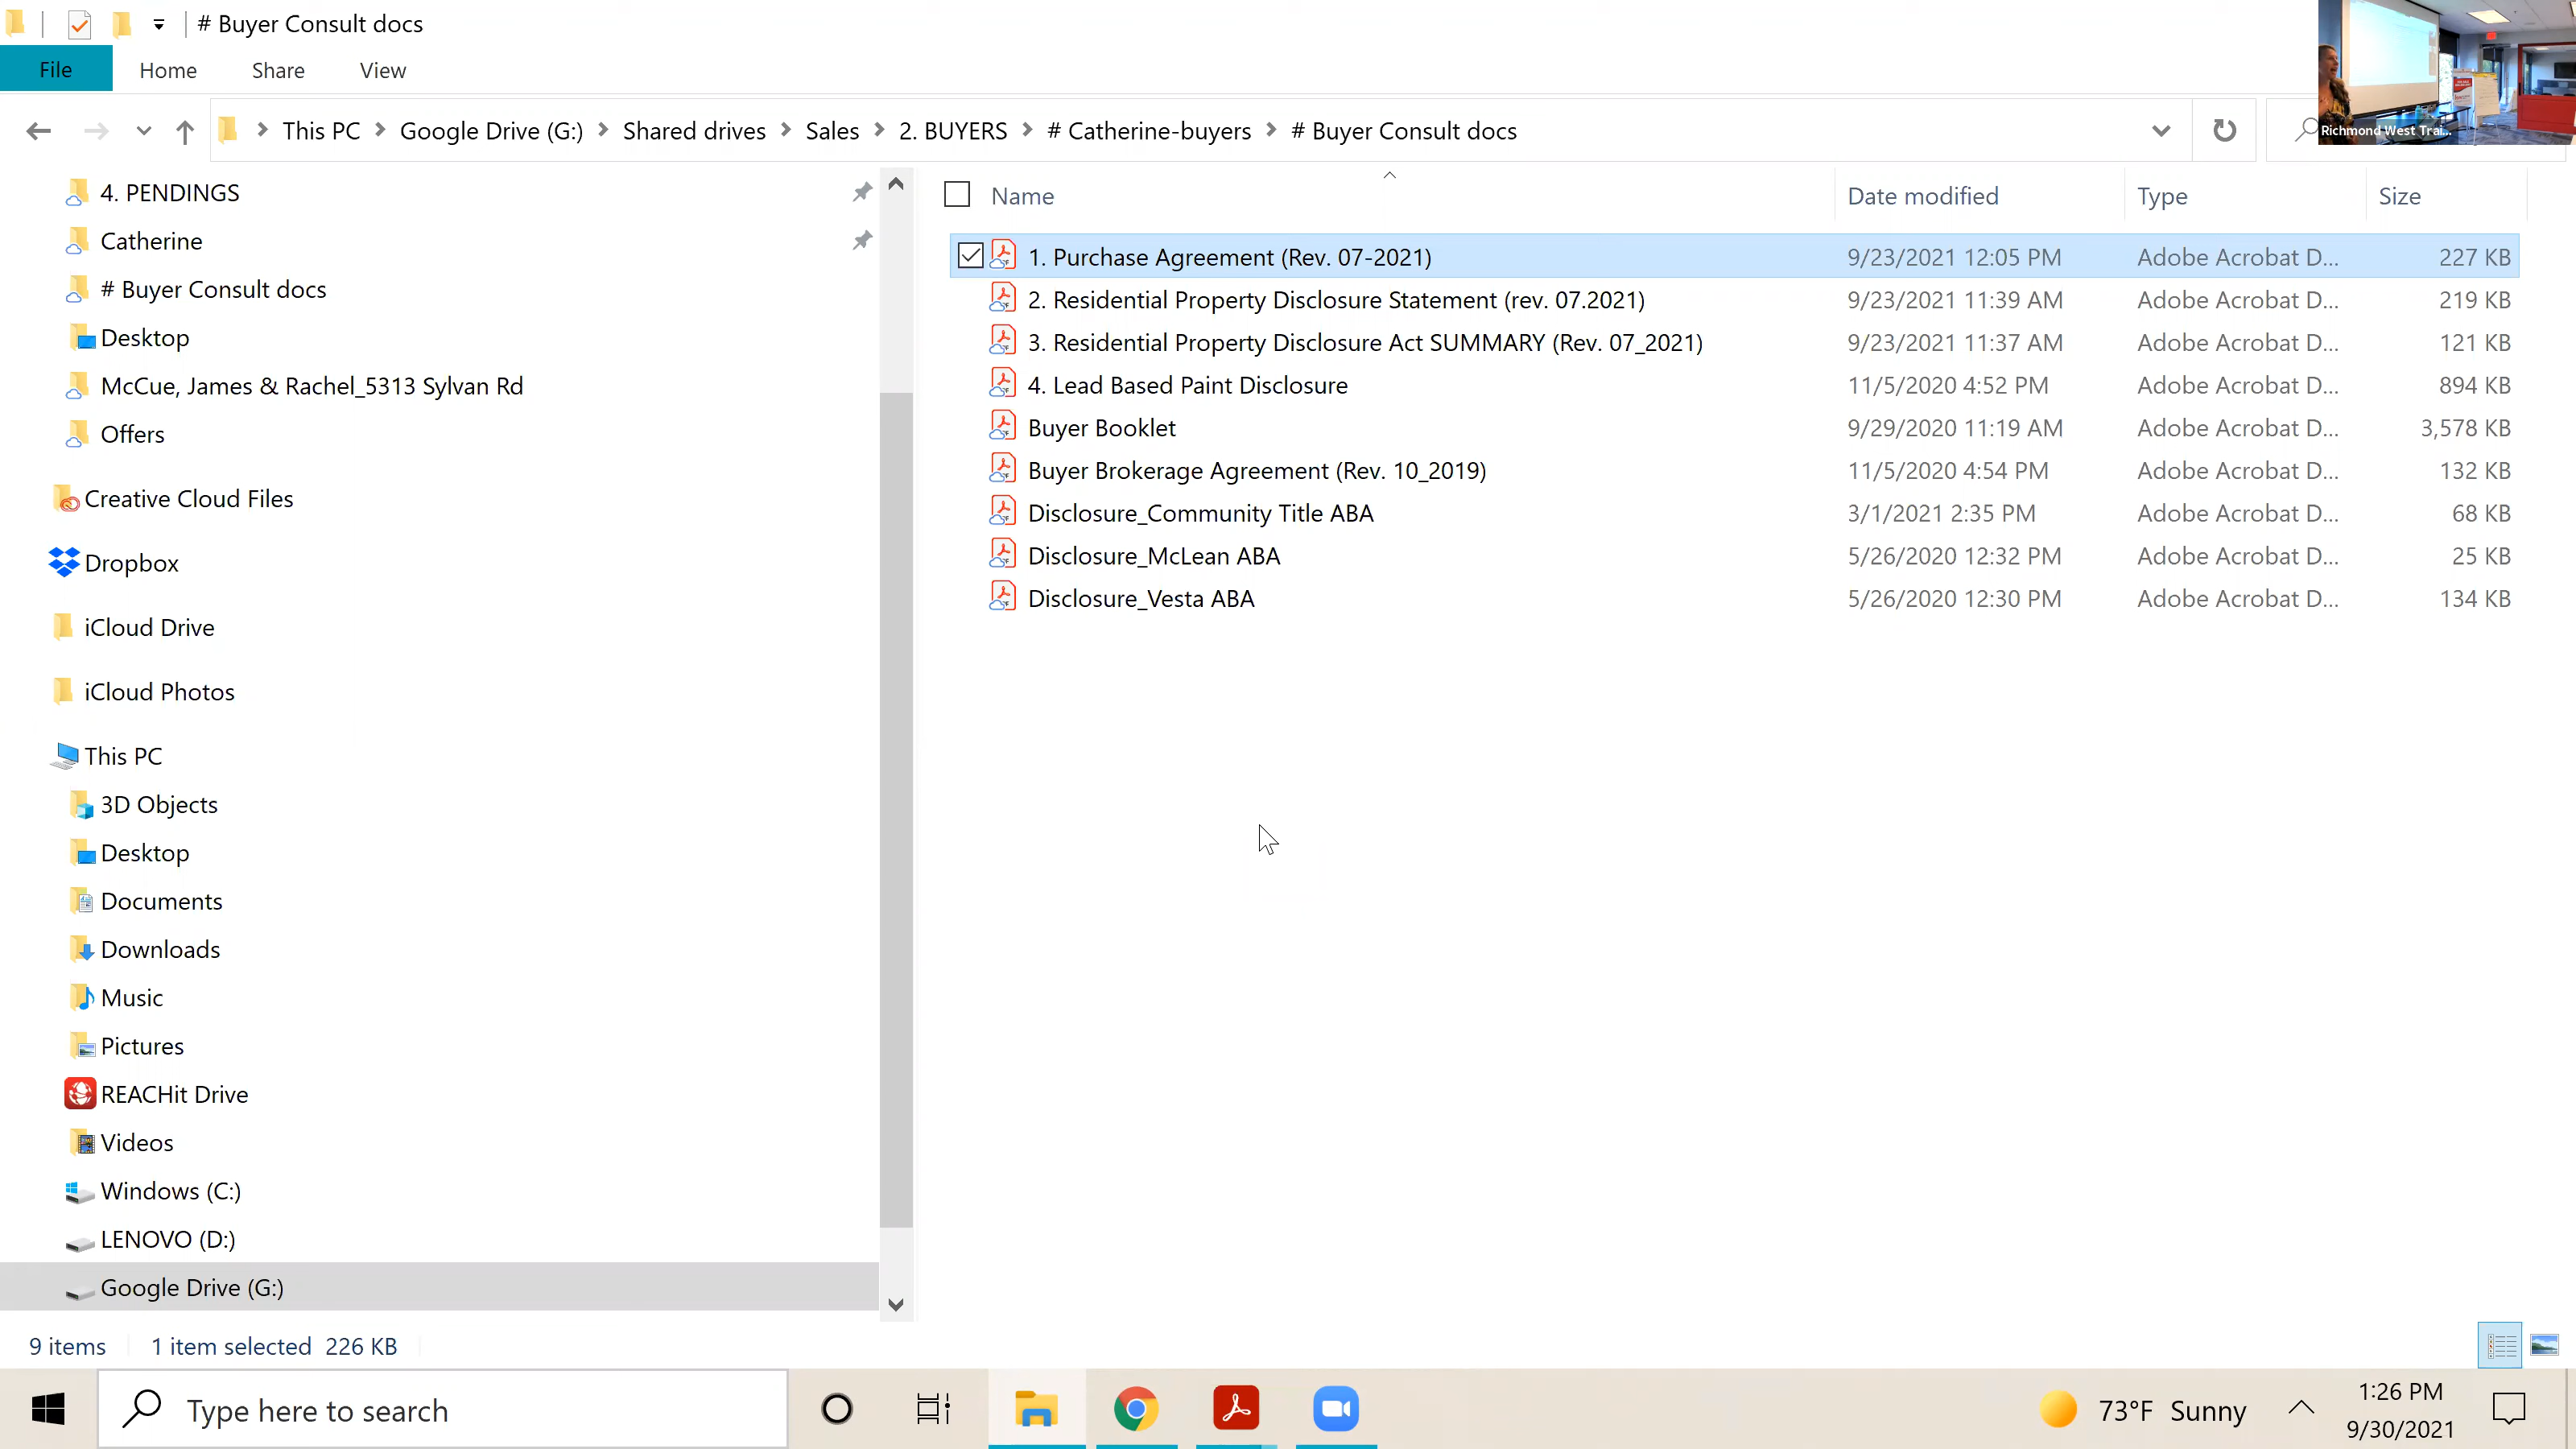 # Buyer Consult docs
File Home Share View
This PC Google Drive (G:) Shared drives Sales 2. BUYERS # Catherine-buyers # Buyer Consult docs
Richmond West Trai...
4. PENDINGS
Catherine
# Buyer Consult docs
Desktop
McCue, James & Rachel_5313 Sylvan Rd
Offers
Creative Cloud Files
Dropbox
iCloud Drive
iCloud Photos
This PC
3D Objects
Desktop
Documents
Downloads
Music
Pictures
REACHit Drive
Videos
Windows (C:)
LENOVO (D:)
Google Drive (G:)
Name Date modified Type Size
1. Purchase Agreement (Rev. 07-2021) 9/23/2021 12:05 PM Adobe Acrobat D... 227 KB
2. Residential Property Disclosure Statement (rev. 07.2021) 9/23/2021 11:39 AM Adobe Acrobat D... 219 KB
3. Residential Property Disclosure Act SUMMARY (Rev. 07_2021) 9/23/2021 11:37 AM Adobe Acrobat D... 121 KB
4. Lead Based Paint Disclosure 11/5/2020 4:52 PM Adobe Acrobat D... 894 KB
Buyer Booklet 9/29/2020 11:19 AM Adobe Acrobat D... 3,578 KB
Buyer Brokerage Agreement (Rev. 10_2019) 11/5/2020 4:54 PM Adobe Acrobat D... 132 KB
Disclosure_Community Title ABA 3/1/2021 2:35 PM Adobe Acrobat D... 68 KB
Disclosure_McLean ABA 5/26/2020 12:32 PM Adobe Acrobat D... 25 KB
Disclosure_Vesta ABA 5/26/2020 12:30 PM Adobe Acrobat D... 134 KB
9 items 1 item selected 226 KB
Type here to search
73°F Sunny
1:26 PM
9/30/2021